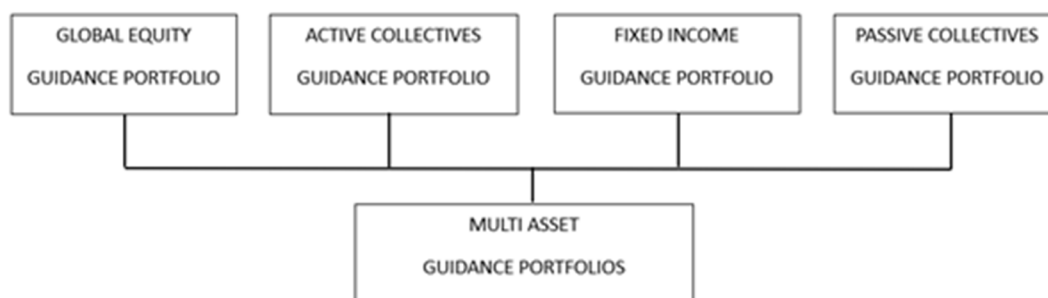 GLOBAL EQUITY
GUIDANCE PORTFOLIO
ACTIVE COLLECTIVES
GUIDANCE PORTFOLIO
FIXED INCOME
GUIDANCE PORTFOLIO
PASSIVE COLLECTIVES
GUIDANCE PORTFOLIO
MULTI ASSET
GUIDANCE PORTFOLIOS